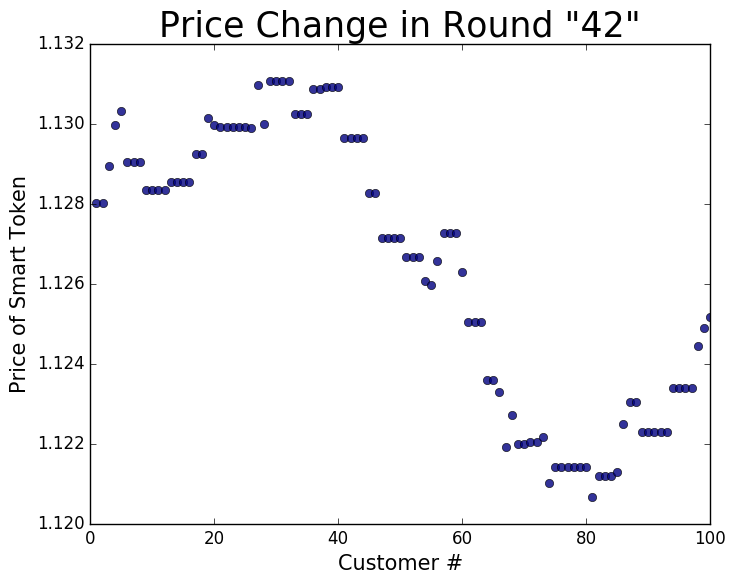 Price Change in Round "42"
1.132
1.130
1.128
1.126
1.124
1.122
1.120
Price of Smart Token
0 20 40 60 80 100
Customer #